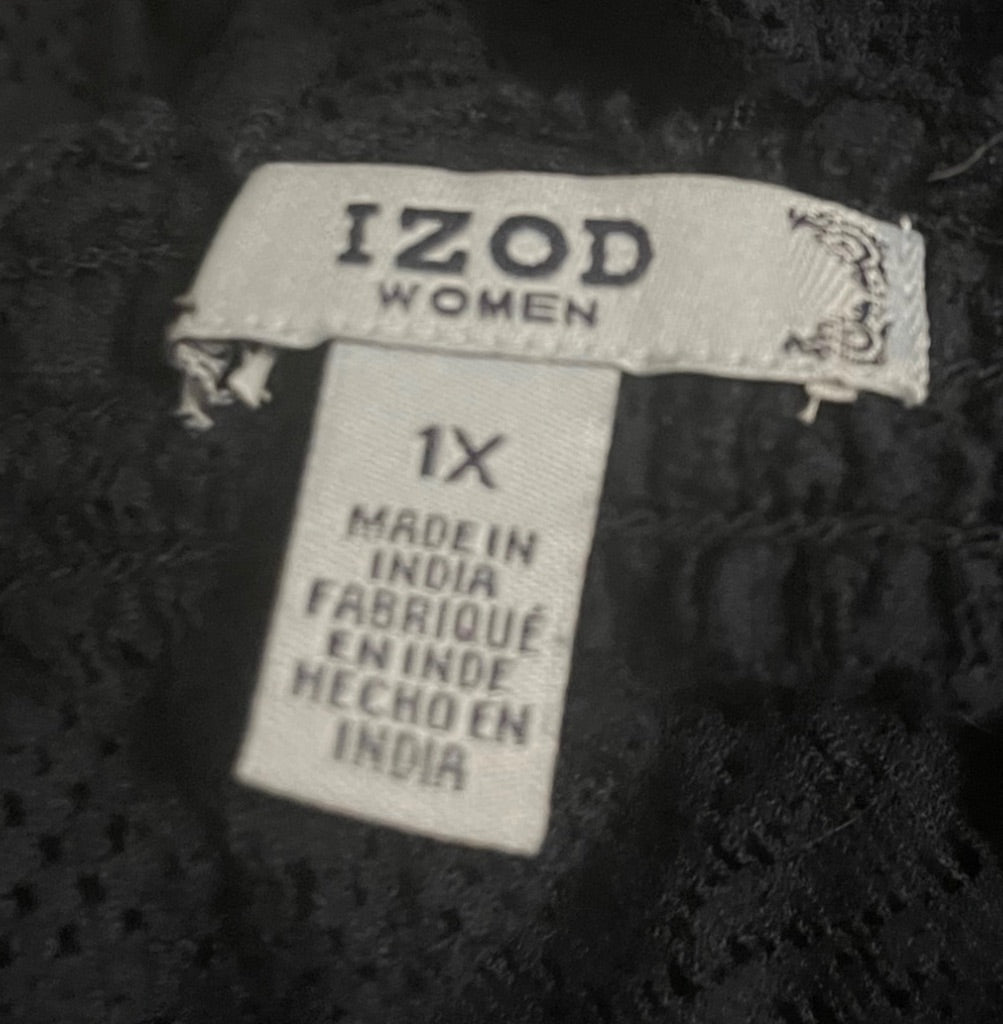 IZOD
WOMEN
1X
MADE IN
INDIA
FABRIQUÉ
EN INDE
HECHO EN
INDIA